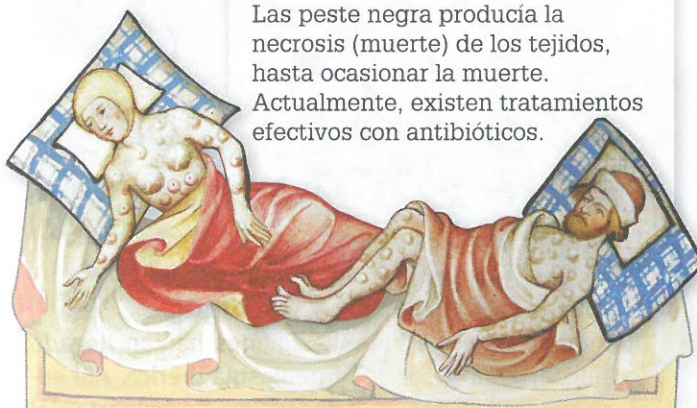 Las peste negra producía la
necrosis (muerte) de los tejidos,
hasta ocasionar la muerte.
Actualmente, existen tratamientos
efectivos con antibióticos.